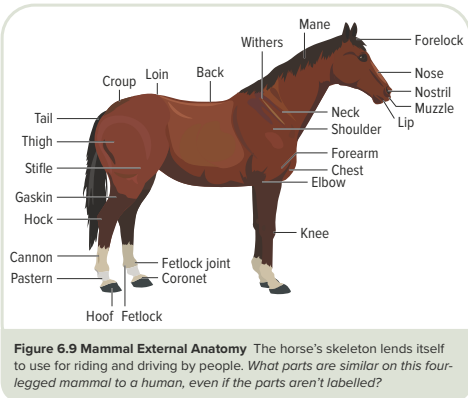 Mane
Withers
Forelock
Croup
Loin
Back
Nose
Nostril
Muzzle
Lip
Tail
Neck
Thigh
Shoulder
Stifle
Forearm
Chest
Elbow
Gaskin
Hock
Knee
Cannon
Fetlock joint
Pastern
Coronet
Hoof Fetlock
Figure 6.9 Mammal External Anatomy The horse's skeleton lends itself
to use for riding and driving by people. What parts are similar on this four-
legged mammal to a human, even if the parts aren't labelled?